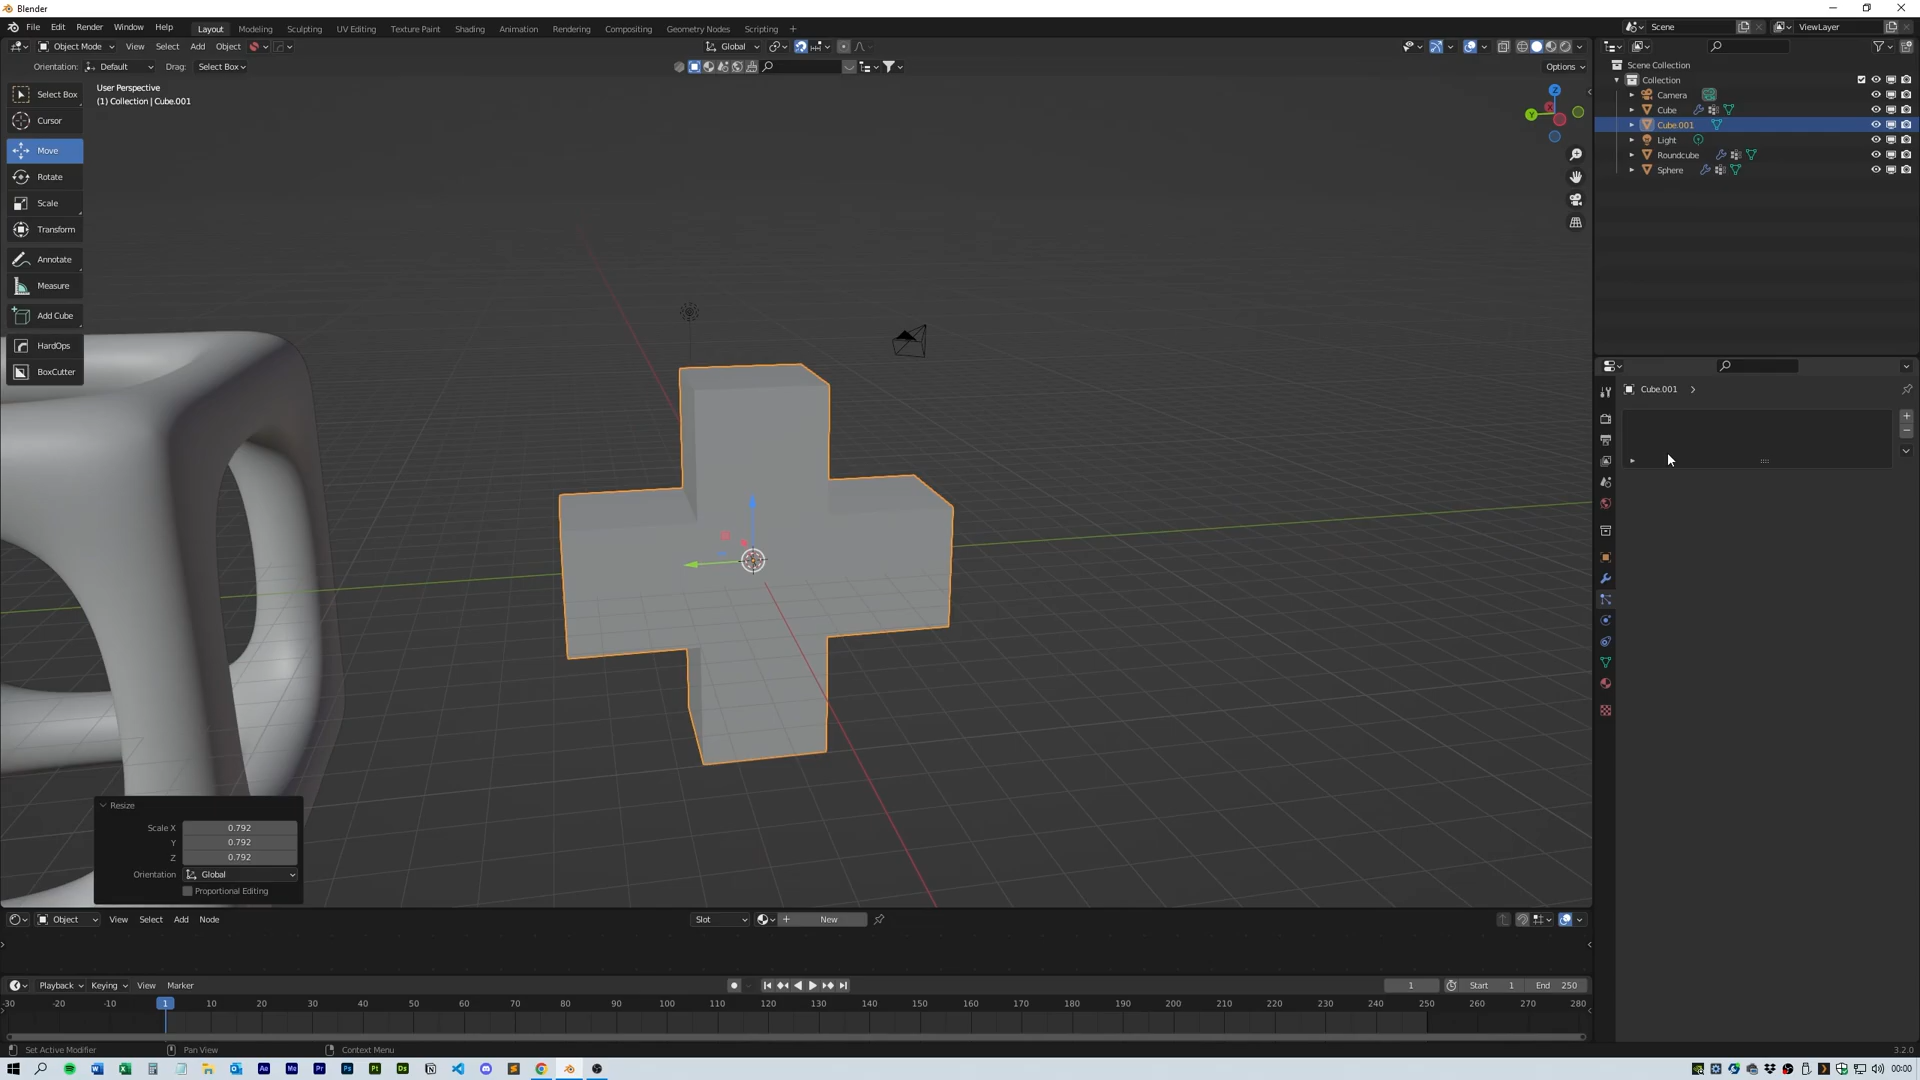 Blender
File Edit Render Window Help
Layout Modeling Sculpting UV Editing Texture Paint Shading Animation Rendering Compositing Geometry Nodes Scripting +
Scene
ViewLayer
Object Mode View Select Add Object
Global
Orientation: Default Drag: Select Box
Options
User Perspective
(1) Collection | Cube.001
Select Box
Cursor
Move
Rotate
Scale
Transform
Annotate
Measure
Add Cube
HardOps
BoxCutter
Z
Y
X
Scene Collection
Collection
Camera
Cube
Cube.001
Light
Roundcube
Sphere
Cube.001
Resize
Scale X 0.792
Y 0.792
Z 0.792
Orientation Global
Proportional Editing
Object View Select Add Node
Slot
New
Playback Keying View Marker
1
Start 1
End 250
-30 -20 -10 1 10 20 30 40 50 60 70 80 90 100 110 120 130 140 150 160 170 180 190 200 210 220 230 240 250 260 270 280
Set Active Modifier Pan View Context Menu
3.2.0
00:00